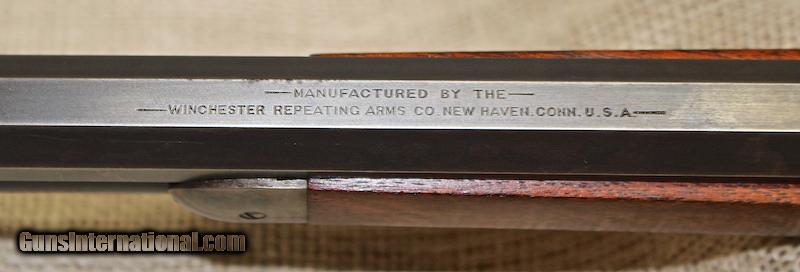 —MANUFACTURED BY THE—
—WINCHESTER REPEATING ARMS CO. NEW HAVEN. CONN. U.S.A.—
GunsInternational.com